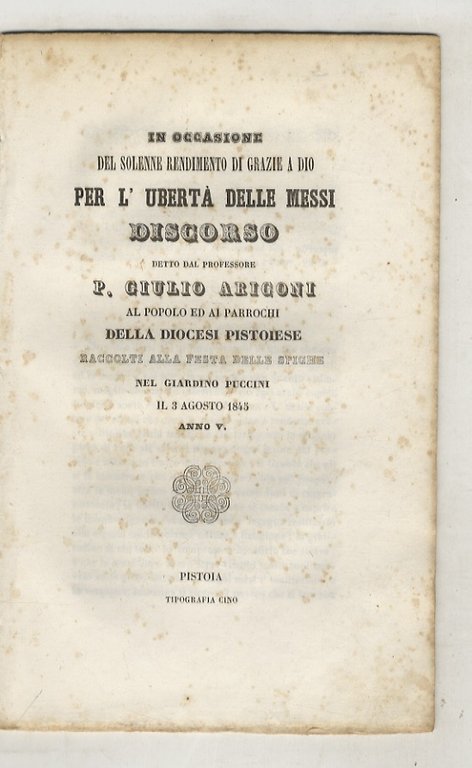 IN OCCASIONE
DEL SOLENNE RENDIMENTO DI GRAZIE A DIO
PER L' UBERTÀ DELLE MESSI
DISCORSO
DETTO DAL PROFESSORE
P. GIULIO ARIGONI
AL POPOLO ED AI PARROCHI
DELLA DIOCESI PISTOIESE
RACCOLTI ALLA FESTA DELLE SPIGHE
NEL GIARDINO PUCCINI
IL 3 AGOSTO 1845
ANNO V.
PISTOIA
TIPOGRAFIA CINO